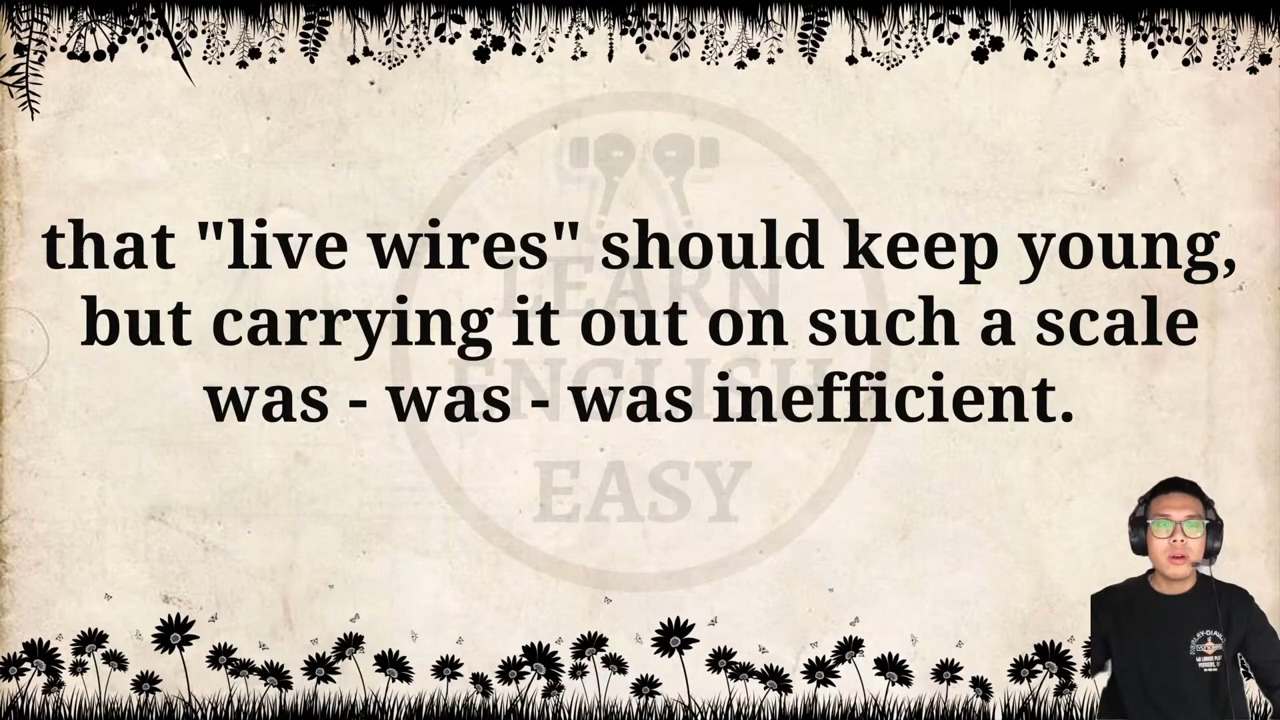 that "live wires" should keep young,
but carrying it out on such a scale
was - was - was inefficient.
LEARN
ENGLISH
EASY